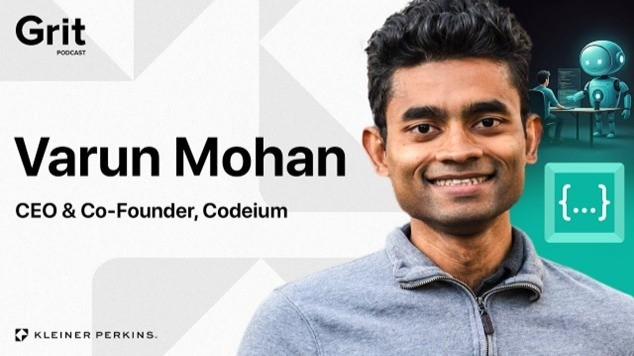 Grit
PODCAST
Varun Mohan
CEO & Co-Founder, Codeium
{...}
KLEINER PERKINS.